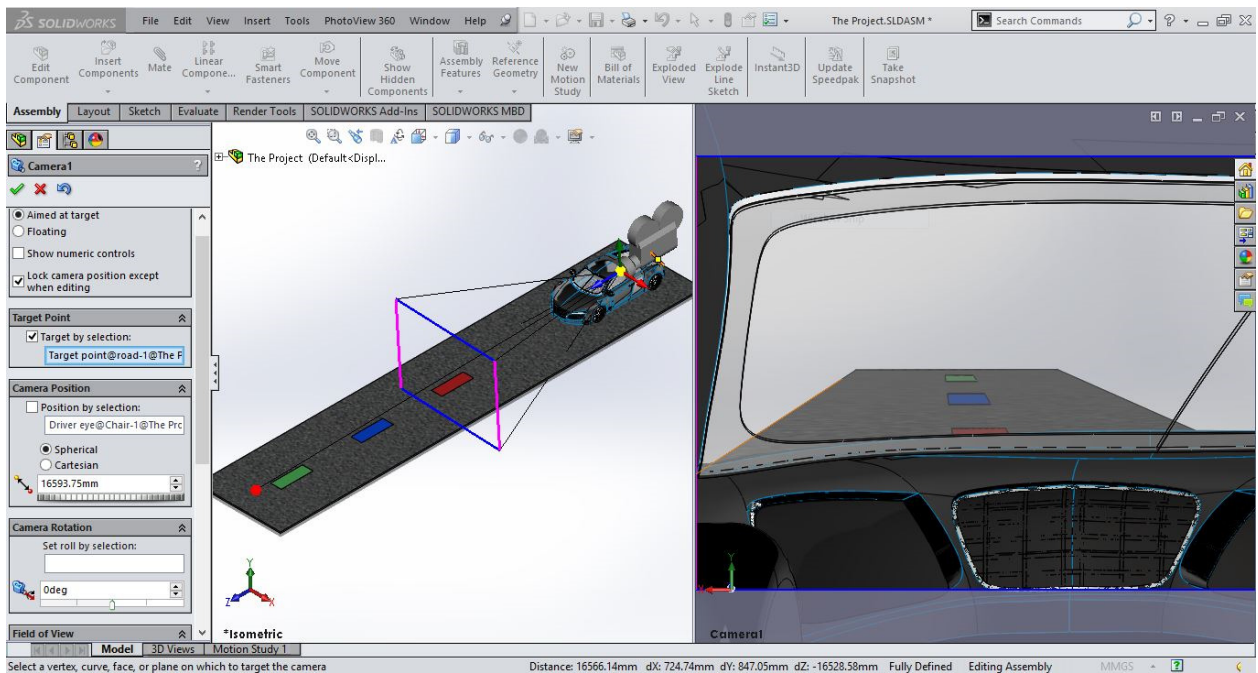 SOLIDWORKS File Edit View Insert Tools PhotoView 360 Window Help The Project.SLDASM * Search Commands
Edit Component
Insert Components
Mate
Linear Compone...
Smart Fasteners
Move Component
Show Hidden Components
Assembly Features
Reference Geometry
New Motion Study
Bill of Materials
Exploded View
Explode Line Sketch
Instant3D
Update Speedpak
Take Snapshot
Assembly Layout Sketch Evaluate Render Tools SOLIDWORKS Add-Ins SOLIDWORKS MBD
The Project (Default<Displ...
Camera1 ?
Aimed at target
Floating
Show numeric controls
Lock camera position except
when editing
Target Point
Target by selection:
Target point@road-1@The P
Camera Position
Position by selection:
Driver eye@Chair-1@The Prc
Spherical
Cartesian
16593.75mm
Camera Rotation
Set roll by selection:
0deg
Field of View
Y
Z
X
*Isometric
Y
Camera1
Model 3D Views Motion Study 1
Select a vertex, curve, face, or plane on which to target the camera Distance: 16566.14mm dX: 724.74mm dY: 847.05mm dZ: -16528.58mm Fully Defined Editing Assembly MMGS ?